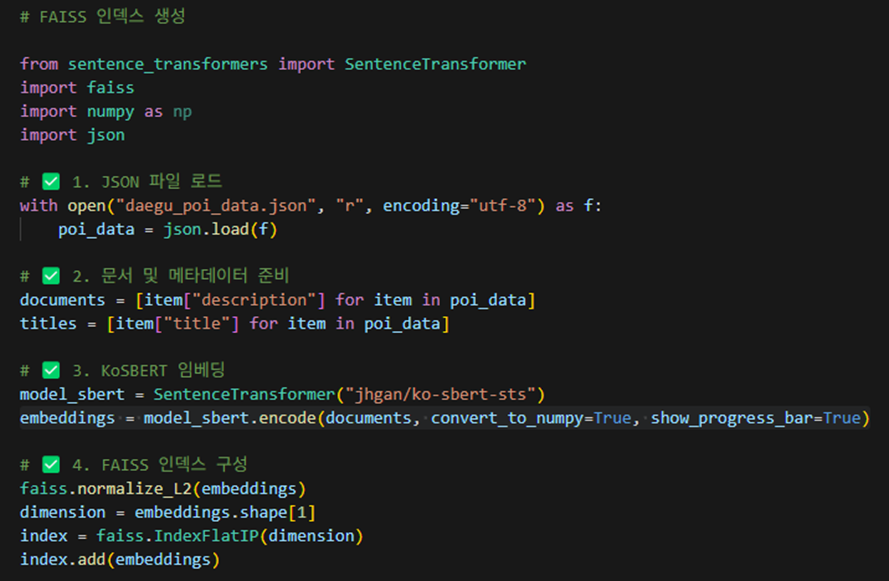 # FAISS 인덱스 생성
from sentence_transformers import SentenceTransformer
import faiss
import numpy as np
import json
# ✅ 1. JSON 파일 로드
with open("daegu_poi_data.json", "r", encoding="utf-8") as f:
    poi_data = json.load(f)
# ✅ 2. 문서 및 메타데이터 준비
documents = [item["description"] for item in poi_data]
titles = [item["title"] for item in poi_data]
# ✅ 3. KoSBERT 임베딩
model_sbert = SentenceTransformer("jhgan/ko-sbert-sts")
embeddings = model_sbert.encode(documents, convert_to_numpy=True, show_progress_bar=True)
# ✅ 4. FAISS 인덱스 구성
faiss.normalize_L2(embeddings)
dimension = embeddings.shape[1]
index = faiss.IndexFlatIP(dimension)
index.add(embeddings)